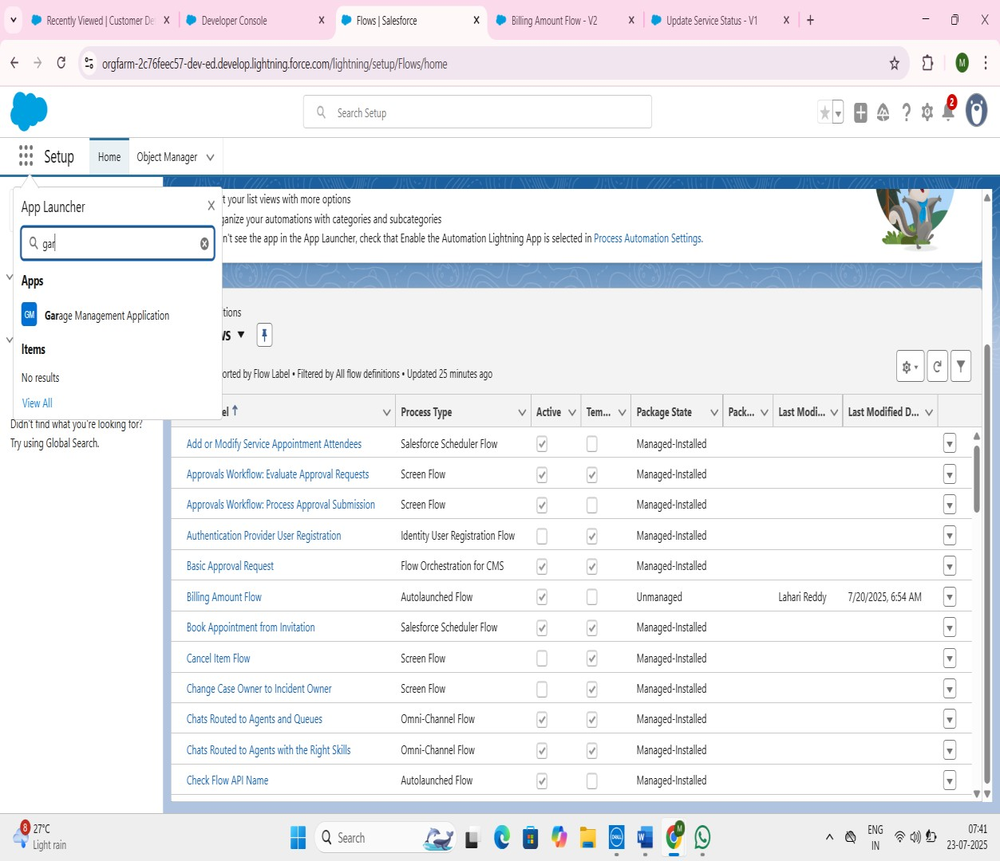 Recently Viewed | Customer De
Developer Console
Flows | Salesforce
Billing Amount Flow - V2
Update Service Status - V1
orgfarm-2c76feec57-dev-ed.develop.lightning.force.com/lightning/setup/Flows/home
M
Search Setup
2
Setup
Home
Object Manager
App Launcher
gar
Apps
GM
Garage Management Application
Items
No results
View All
Didn't find what you're looking for?
Try using Global Search.
t your list views with more options
ganize your automations with categories and subcategories
n't see the app in the App Launcher, check that Enable the Automation Lightning App is selected in Process Automation Settings.
tions
ws
orted by Flow Label • Filtered by All flow definitions • Updated 25 minutes ago
el ↑ Process Type Active Tem... Package State Pack... Last Modi... Last Modified D...
Add or Modify Service Appointment Attendees Salesforce Scheduler Flow Managed-Installed
Approvals Workflow: Evaluate Approval Requests Screen Flow Managed-Installed
Approvals Workflow: Process Approval Submission Screen Flow Managed-Installed
Authentication Provider User Registration Identity User Registration Flow Managed-Installed
Basic Approval Request Flow Orchestration for CMS Managed-Installed
Billing Amount Flow Autolaunched Flow Unmanaged Lahari Reddy 7/20/2025, 6:54 AM
Book Appointment from Invitation Salesforce Scheduler Flow Managed-Installed
Cancel Item Flow Screen Flow Managed-Installed
Change Case Owner to Incident Owner Screen Flow Managed-Installed
Chats Routed to Agents and Queues Omni-Channel Flow Managed-Installed
Chats Routed to Agents with the Right Skills Omni-Channel Flow Managed-Installed
Check Flow API Name Autolaunched Flow Managed-Installed
8
27°C
Light rain
Search
DELL
W
M
ENG
IN
07:41
23-07-2025